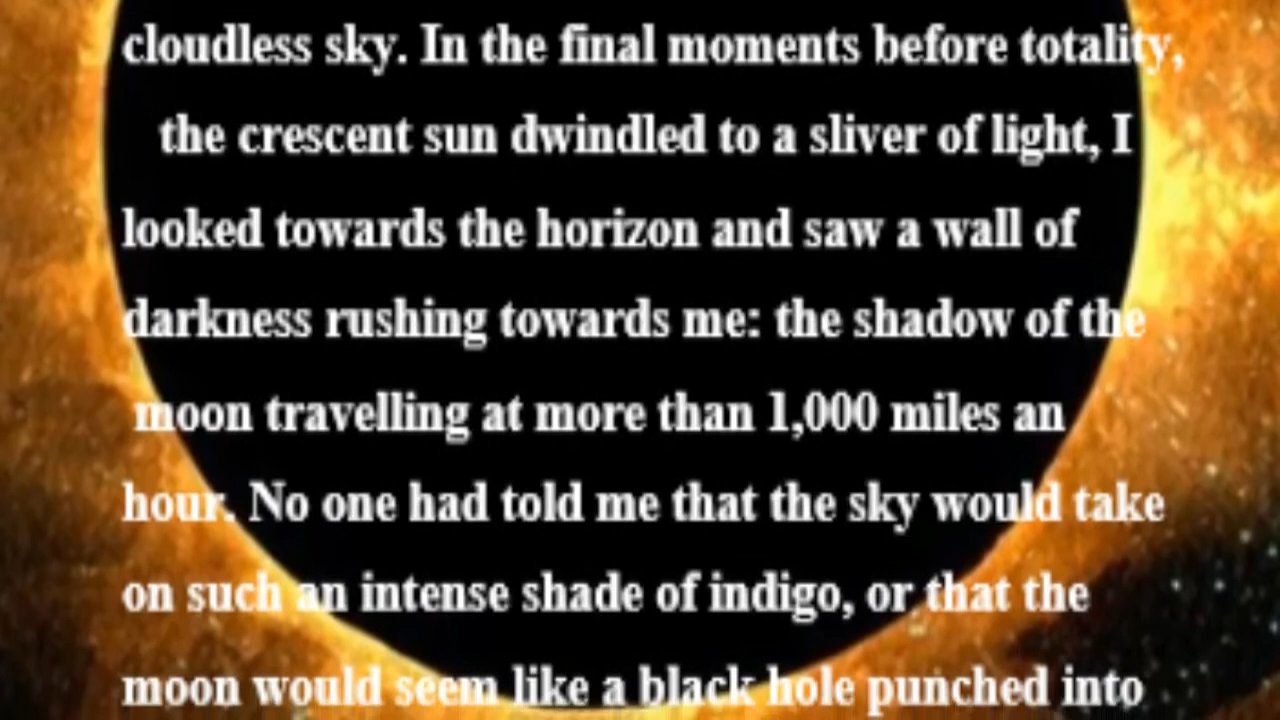 cloudless sky. In the final moments before totality,
the crescent sun dwindled to a sliver of light, I
looked towards the horizon and saw a wall of
darkness rushing towards me: the shadow of the
moon travelling at more than 1,000 miles an
hour. No one had told me that the sky would take
on such an intense shade of indigo, or that the
moon would seem like a black hole punched into